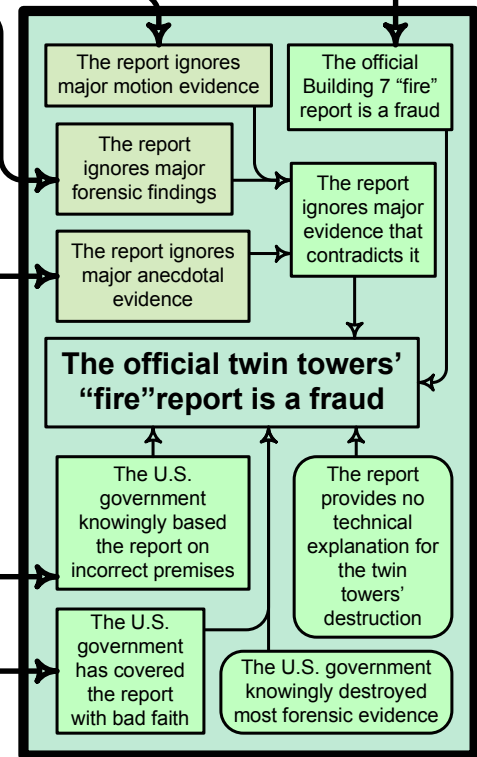 The report ignores
major motion evidence
The official
Building 7 “fire”
report is a fraud
The report
ignores major
forensic findings
The report
ignores major
evidence that
contradicts it
The report ignores
major anecdotal
evidence
The official twin towers’
“fire”report is a fraud
The U.S.
government
knowingly based
the report on
incorrect premises
The report
provides no
technical
explanation for
the twin
towers’
destruction
The U.S.
government
has covered
the report
with bad faith
The U.S. government
knowingly destroyed
most forensic evidence